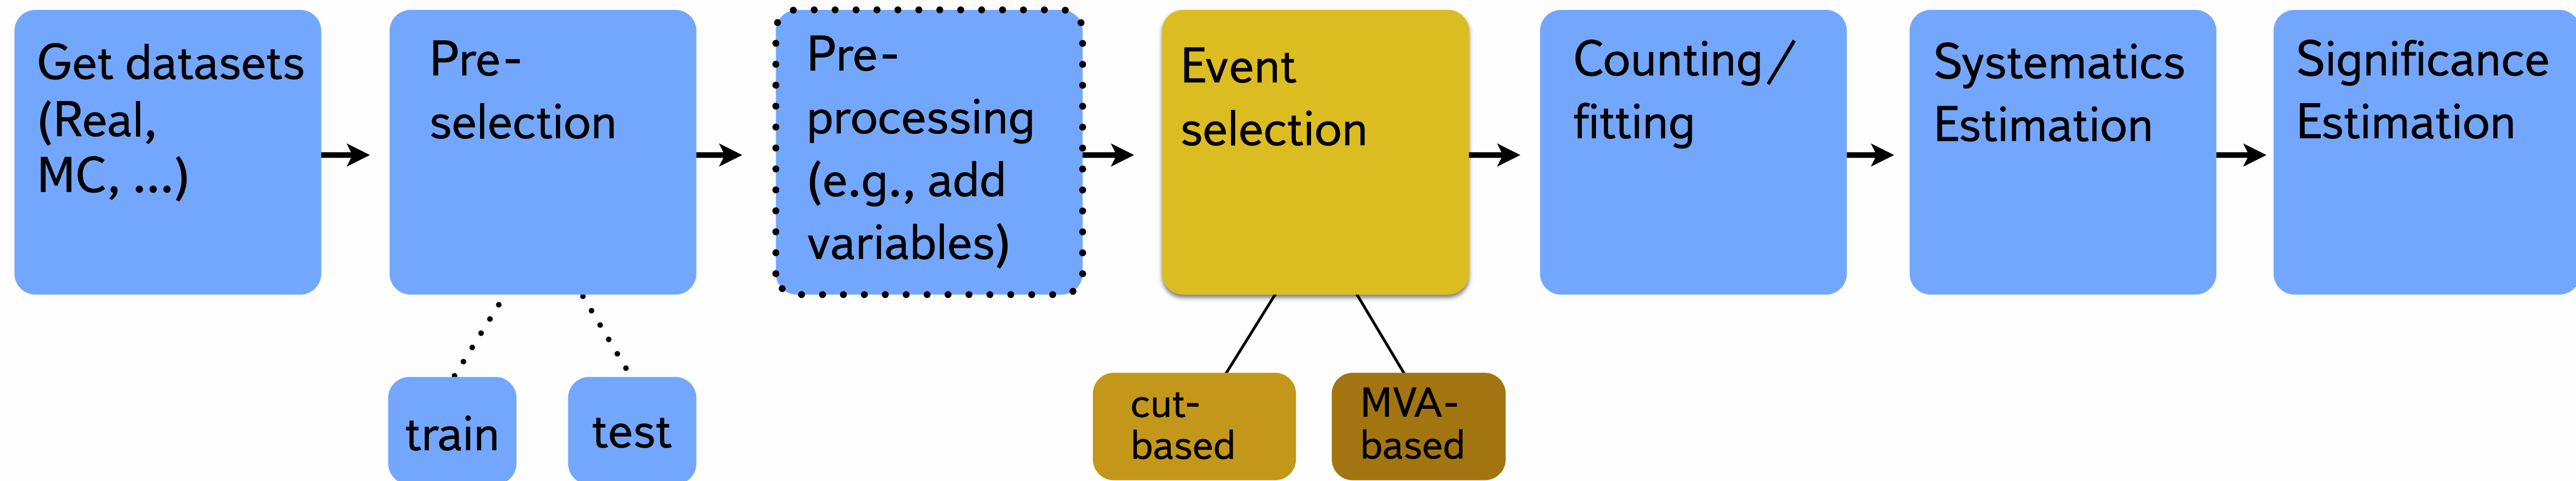 Get datasets
(Real,
MC, ...)
Pre-
selection
Pre-
processing
(e.g., add
variables)
Event
selection
Counting/
fitting
Systematics
Estimation
Significance
Estimation
train
test
cut-
based
MVA-
based